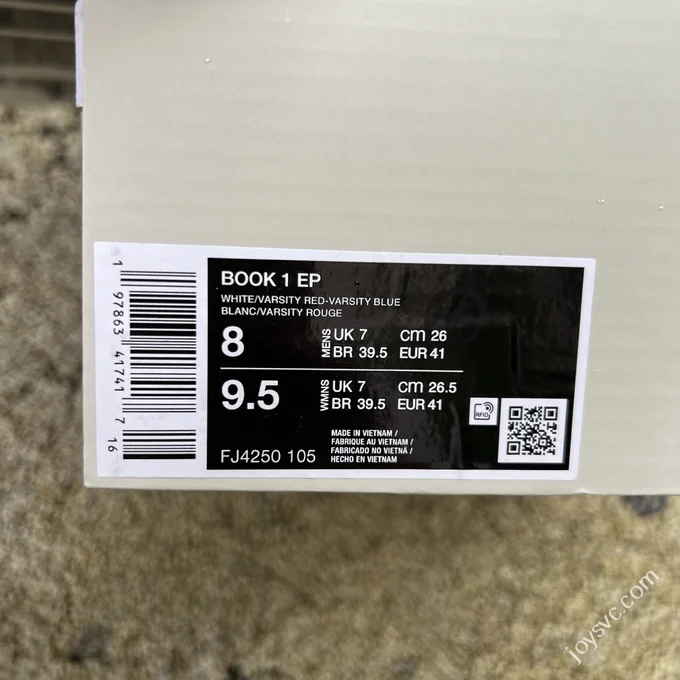 BOOK 1 EP
WHITE/VARSITY RED-VARSITY BLUE
BLANC/VARSITY ROUGE
8 MENS UK 7 cm 26
BR 39.5 EUR 41
9.5 WMNS UK 7 cm 26.5
BR 39.5 EUR 41
RFID
FJ4250 105
MADE IN VIETNAM /
FABRIQUE AU VIETNAM /
FABRICADO NO VIETNÃ /
HECHO EN VIETNAM
1 97863 41741 7 16
joysvc.com